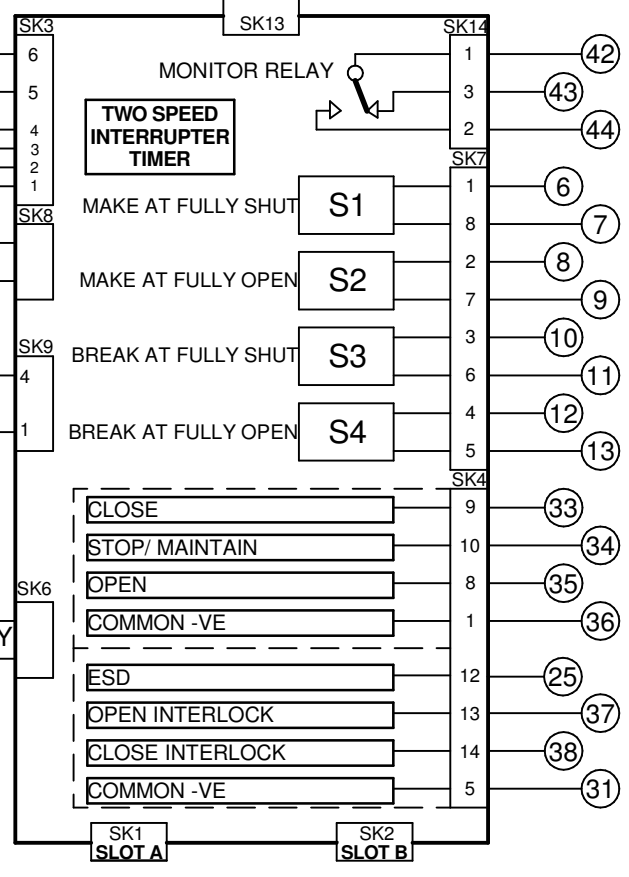 SK3
SK13
SK14
6
MONITOR RELAY
1
42
5
3
43
TWO SPEED
INTERRUPTER
TIMER
4
2
44
3
2
1
SK7
MAKE AT FULLY SHUT
S1
1
6
SK8
8
7
MAKE AT FULLY OPEN
S2
2
8
7
9
SK9
BREAK AT FULLY SHUT
S3
3
10
4
6
11
BREAK AT FULLY OPEN
S4
4
12
1
5
13
SK4
CLOSE
9
33
STOP/ MAINTAIN
10
34
OPEN
8
35
SK6
COMMON -VE
1
36
Y
ESD
12
25
OPEN INTERLOCK
13
37
CLOSE INTERLOCK
14
38
COMMON -VE
5
31
SK1
SLOT A
SK2
SLOT B